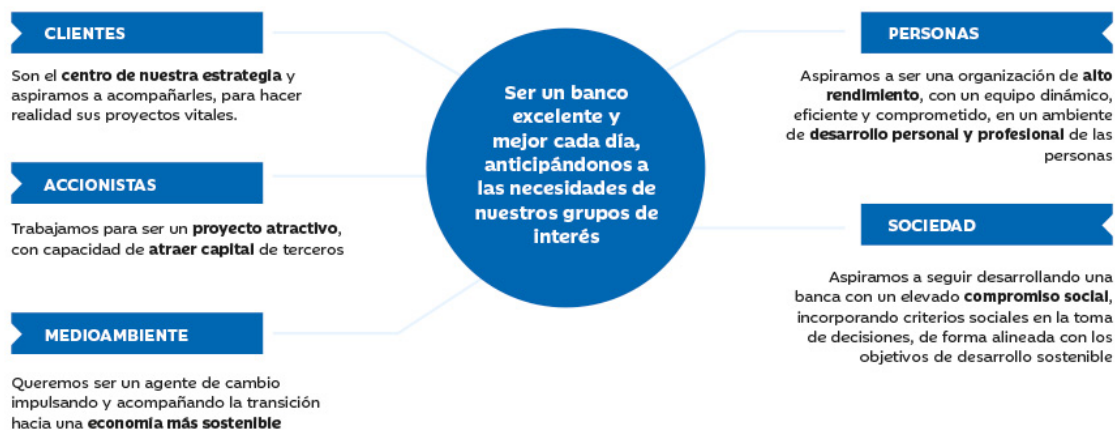 CLIENTES
Son el centro de nuestra estrategia y
aspiramos a acompañarles, para hacer
realidad sus proyectos vitales.
ACCIONISTAS
Trabajamos para ser un proyecto atractivo,
con capacidad de atraer capital de terceros
MEDIOAMBIENTE
Queremos ser un agente de cambio
impulsando y acompañando la transición
hacia una economía más sostenible
Ser un banco
excelente y
mejor cada día,
anticipándonos a
las necesidades de
nuestros grupos de
interés
PERSONAS
Aspiramos a ser una organización de alto
rendimiento, con un equipo dinámico,
eficiente y comprometido, en un ambiente
de desarrollo personal y profesional de las
personas
SOCIEDAD
Aspiramos a seguir desarrollando una
banca con un elevado compromiso social,
incorporando criterios sociales en la toma
de decisiones, de forma alineada con los
objetivos de desarrollo sostenible